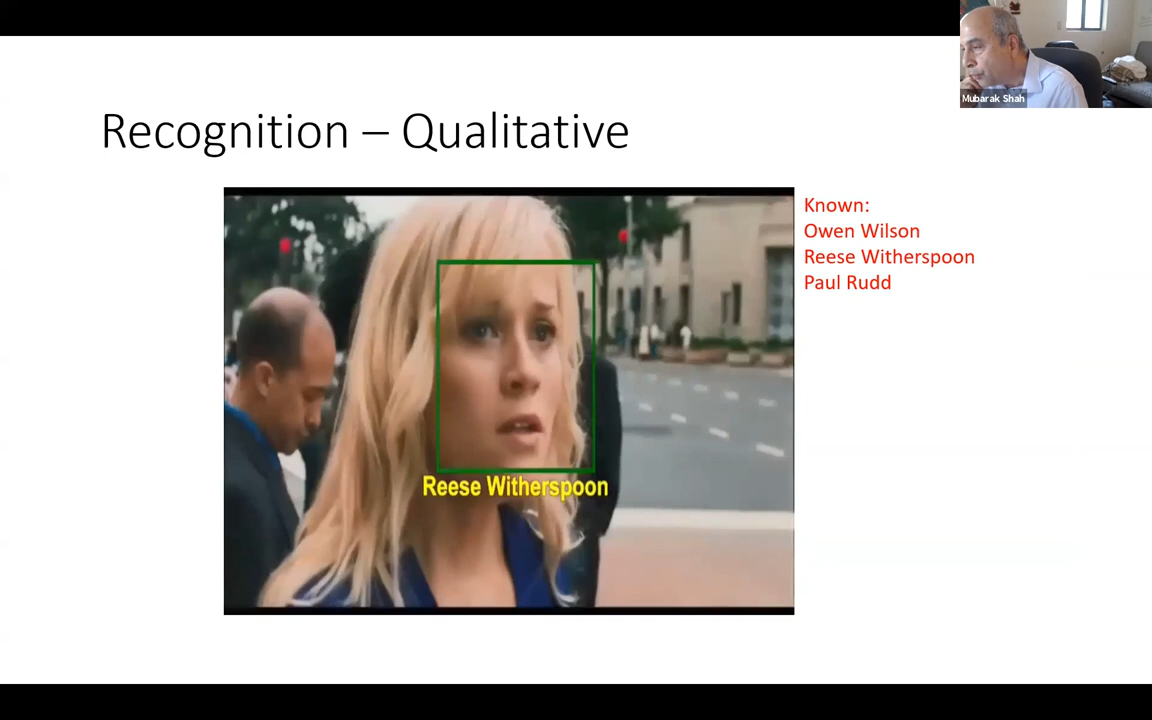 Mubarak Shah
Recognition – Qualitative
Known:
Owen Wilson
Reese Witherspoon
Paul Rudd
Reese Witherspoon